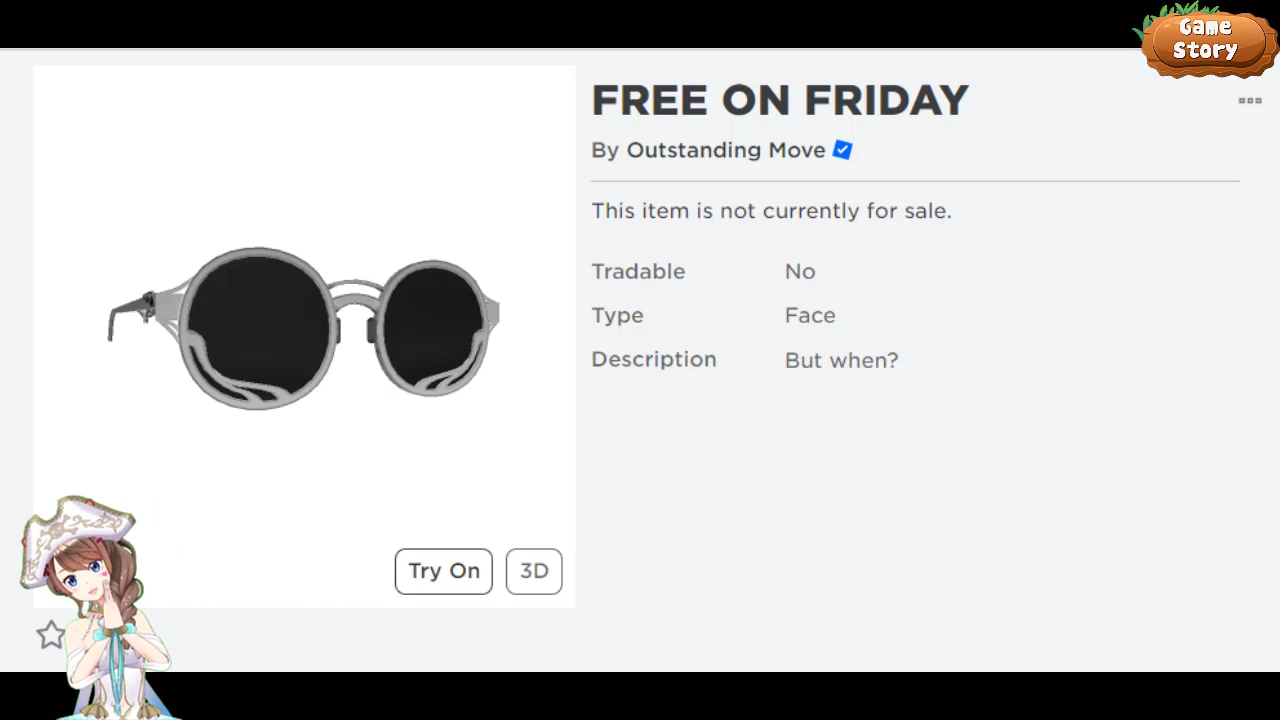 Game
Story
FREE ON FRIDAY
By Outstanding Move
This item is not currently for sale.
Tradable No
Type Face
Description But when?
Try On 3D